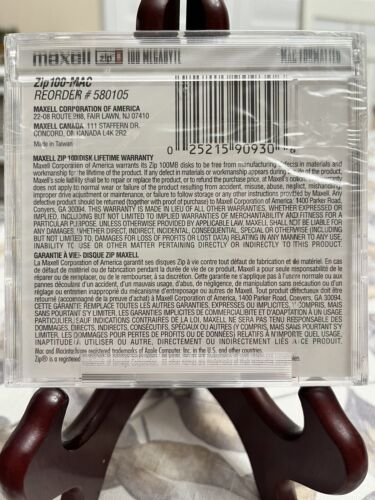 maxell zip 100 MEGABYTE MAC FORMATTED
Zip100-MAC
REORDER # 580105
MAXELL CORPORATION OF AMERICA
22-08 ROUTE 208, FAIR LAWN, NJ 07410
MAXELL CANADA, 111 STAFFERN DR.
CONCORD, ON CANADA L4K 2R2
Made in Taiwan
0 25215 90930 6
MAXELL ZIP 100/DISK LIFETIME WARRANTY
Maxell Corporation of America warrants its Zip 100MB disks to be free from manufacturing defects in materials and
workmanship for the lifetime of the product. If any defect in materials or workmanship appears during the life of the product,
Maxell's sole liability shall be to repair or replace the product, or to refund the purchase price, at Maxell's option. This warranty
does not apply to normal wear or failure of the product resulting from accident, misuse, abuse, neglect, mishandling,
improper drive adjustment or maintenance, or failure to follow storage or any other instructions provided by Maxell. Any
defective product should be returned (together with proof of purchase) to Maxell Corporation of America 1400 Parker Road,
Conyers, GA 30094. THIS WARRANTY IS MADE IN LIEU OF ALL OTHER WARRANTIES, WHETHER EXPRESSED OR
IMPLIED, INCLUDING BUT NOT LIMITED TO IMPLIED WARRANTIES OF MERCHANTABILITY AND FITNESS FOR A
PARTICULAR PURPOSE, UNLESS OTHERWISE PROVIDED BY APPLICABLE LAW. MAXELL SHALL NOT BE LIABLE FOR
ANY DAMAGES, WHETHER DIRECT, INDIRECT, INCIDENTAL, CONSEQUENTIAL, SPECIAL OR OTHERWISE (INCLUDING
BUT NOT LIMITED TO DAMAGES FOR LOSS OF PROFITS OR LOST DATA) RELATING IN ANY MANNER TO ANY USE,
INABILITY TO USE OR ANY OTHER MATTER PERTAINING DIRECTLY OR INDIRECTLY TO THIS PRODUCT.
GARANTIE À VIE- DISQUE ZIP MAXELL
La Maxell Corporation of America garantit ses disques Zip à vie contre tout défaut de fabrication et de matériel. En cas
de défaut de matériel ou de fabrication pendant la durée de vie de ce produit, Maxell a pour seule responsabilité de le
réparer ou de remplacer, ou de rembourser le prix d'achat, à son choix. Cette garantie ne s'applique pas à l'usure normale ou aux
pannes découlant d'un accident, d'un mauvais usage, d'abus, de négligence, de manipulation sans précaution ou d'un
réglage ou entretien inapproprié du mécanisme d'entreposage ou de toute autre directive de Maxell. Tout produit
défectueux doit être retourné (accompagné d'une preuve d'achat) à Maxell Corporation of America, 1400 Parker Road, Conyers, GA 30094.
CETTE GARANTIE REMPLACE TOUTES LES AUTRES GARANTIES, EXPRESSES OU IMPLICITES, Y COMPRIS, MAIS
SANS POURTANT S'Y LIMITER, LES GARANTIES IMPLICITES DE COMMERCIABILITÉ ET D'ADAPTATION À UN USAGE
PARTICULIER, SAUF INDICATIONS CONTRAIRES DE LA LOI. MAXELL NE SERA PAS TENU RESPONSABLE DES
DOMMAGES, DIRECTS, INDIRECTS, CONSÉCUTIFS, SPÉCIAUX OU AUTRES (Y COMPRIS, MAIS SANS POURTANT
S'Y LIMITER, LES DOMMAGES POUR PERTES DE PROFITS OU DE DONNÉES) RELATIFS À N'IMPORTE QUEL USAGE,
INAPTITUDE À UTILISER OU AUTRE MATIÈRE, DIRECTEMENT OU INDIRECTEMENT LIÉS À CE PRODUIT.
Mac and Macintosh are registered trademarks of Apple Computer, Inc. in the U.S. and other countries.
Zip® is a registered